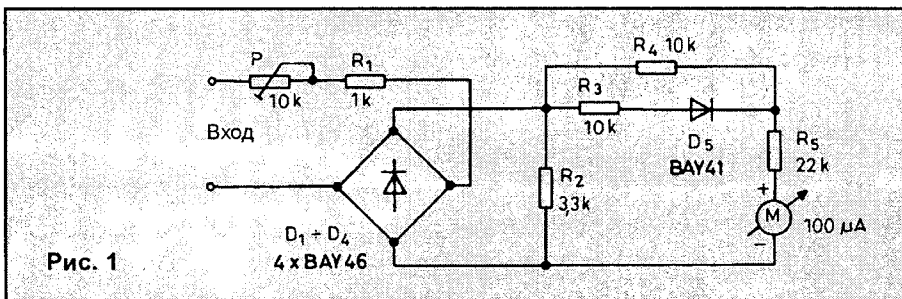 P
10k
R1
1k
Вход
D1 ÷ D4
4 x BAY46
R2
3,3k
R3
10k
R4 10k
D5
BAY41
R5
22k
+
M
−
100 µA
Рис. 1